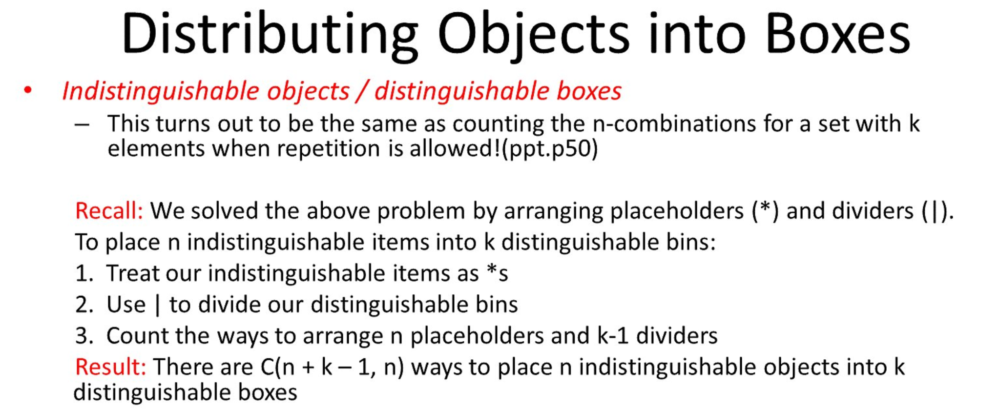 Distributing Objects into Boxes
• Indistinguishable objects / distinguishable boxes
– This turns out to be the same as counting the n-combinations for a set with k
elements when repetition is allowed!(ppt.p50)
Recall: We solved the above problem by arranging placeholders (*) and dividers (|).
To place n indistinguishable items into k distinguishable bins:
1. Treat our indistinguishable items as *s
2. Use | to divide our distinguishable bins
3. Count the ways to arrange n placeholders and k-1 dividers
Result: There are C(n + k – 1, n) ways to place n indistinguishable objects into k
distinguishable boxes